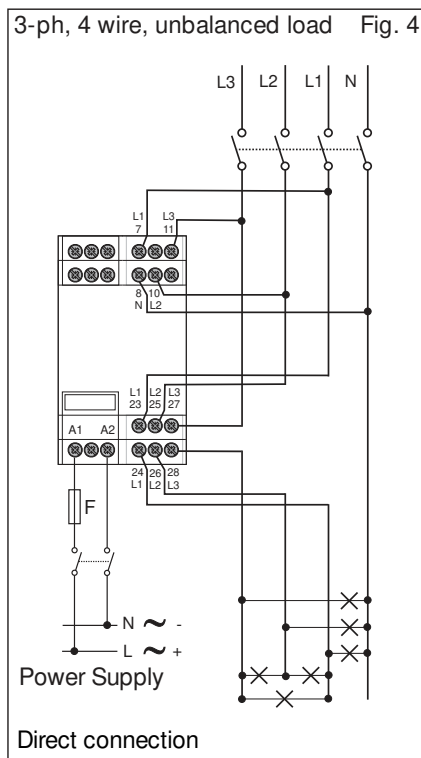 3-ph, 4 wire, unbalanced load Fig. 4
L3 L2 L1 N
L1 L3
7 11
8 10
N L2
L1 L2 L3
23 25 27
A1 A2
24 26 28
L1 L2 L3
F
N ~ -
L ~ +
Power Supply
Direct connection